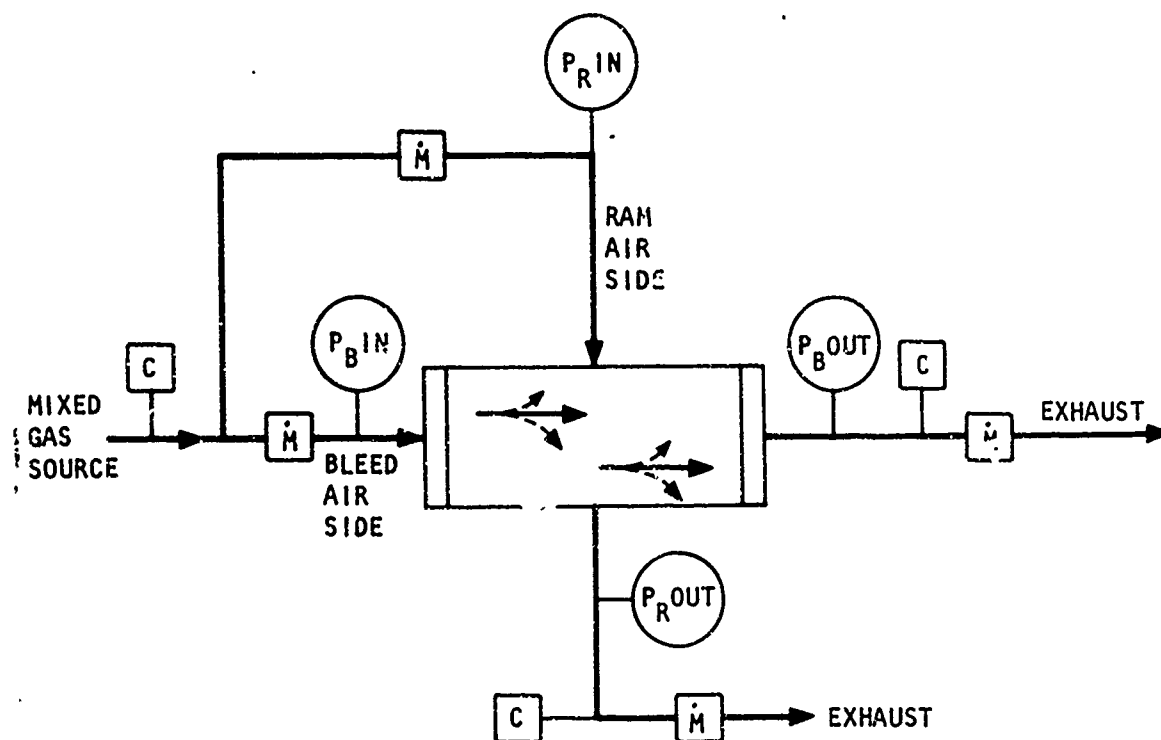 P_R IN
Ṁ
RAM
AIR
SIDE
P_B IN
P_B OUT
C
C
MIXED
GAS
SOURCE
Ṁ
BLEED
AIR
SIDE
Ṁ
EXHAUST
P_R OUT
C
Ṁ
EXHAUST